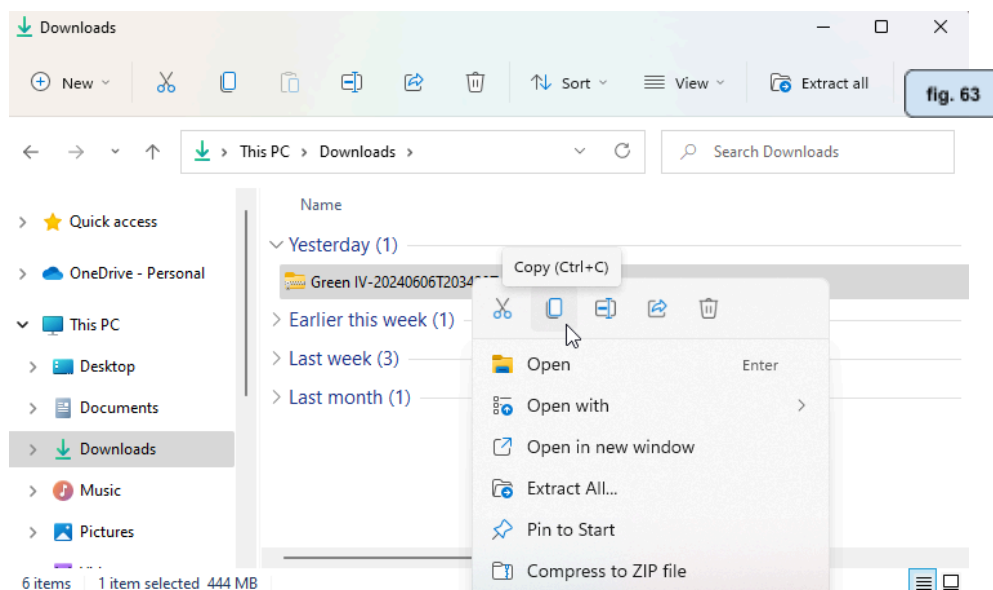 Downloads
New
Sort
View
Extract all
fig. 63
This PC > Downloads >
Search Downloads
Name
Quick access
OneDrive - Personal
This PC
Desktop
Documents
Downloads
Music
Pictures
Yesterday (1)
Green IV-20240606T203
Earlier this week (1)
Last week (3)
Last month (1)
Copy (Ctrl+C)
Open Enter
Open with
Open in new window
Extract All...
Pin to Start
Compress to ZIP file
6 items 1 item selected 444 MB